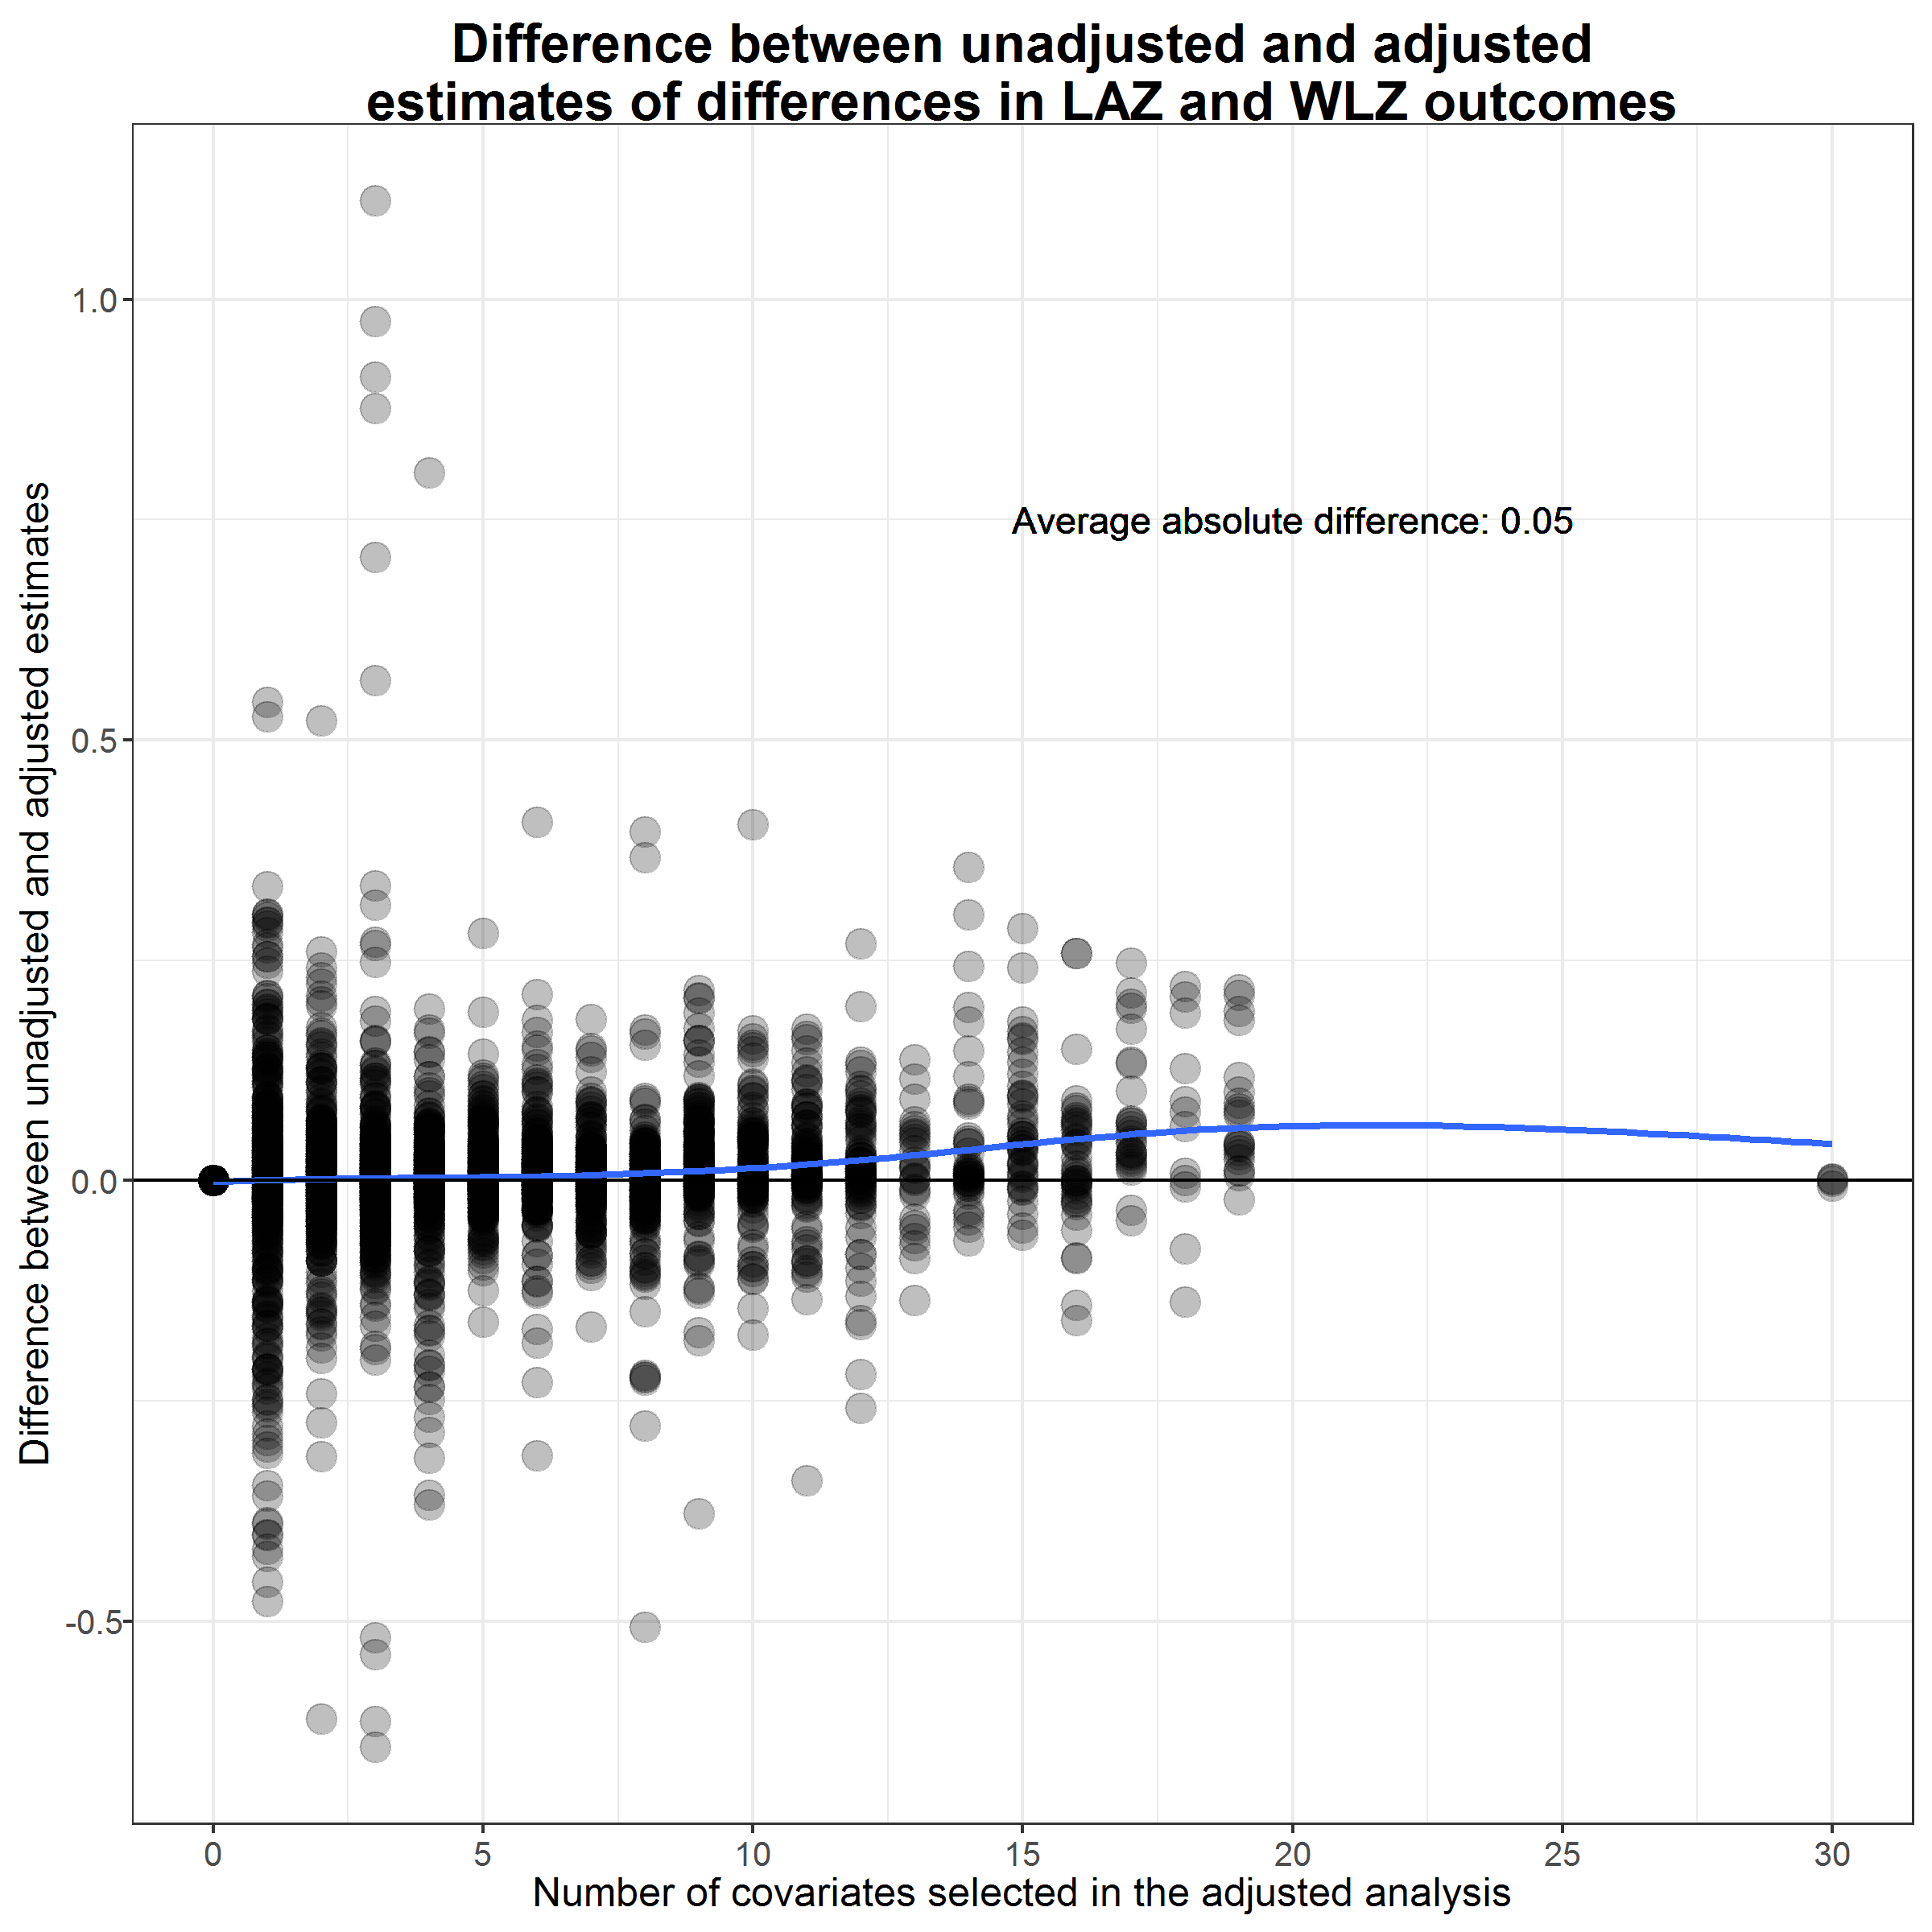 Difference between unadjusted and adjusted
estimates of differences in LAZ and WLZ outcomes
Difference between unadjusted and adjusted estimates
1.0
0.5
0.0
-0.5
Average absolute difference: 0.05
0 5 10 15 20 25 30
Number of covariates selected in the adjusted analysis